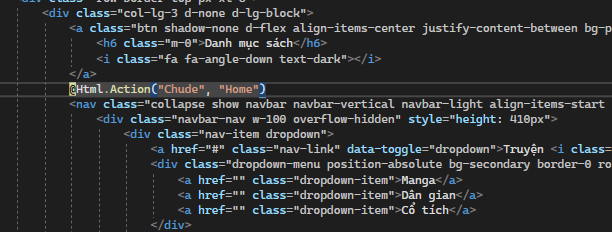 <div class="col-lg-3 d-none d-lg-block">
<a class="btn shadow-none d-flex align-items-center justify-content-between bg-p
<h6 class="m-0">Danh mục sách</h6>
<i class="fa fa-angle-down text-dark"></i>
</a>
@Html.Action("Chude", "Home")
<nav class="collapse show navbar navbar-vertical navbar-light align-items-start
<div class="navbar-nav w-100 overflow-hidden" style="height: 410px">
<div class="nav-item dropdown">
<a href="#" class="nav-link" data-toggle="dropdown">Truyện <i class=
<div class="dropdown-menu position-absolute bg-secondary border-0 ro
<a href="" class="dropdown-item">Manga</a>
<a href="" class="dropdown-item">Dân gian</a>
<a href="" class="dropdown-item">Cổ tích</a>
</div>